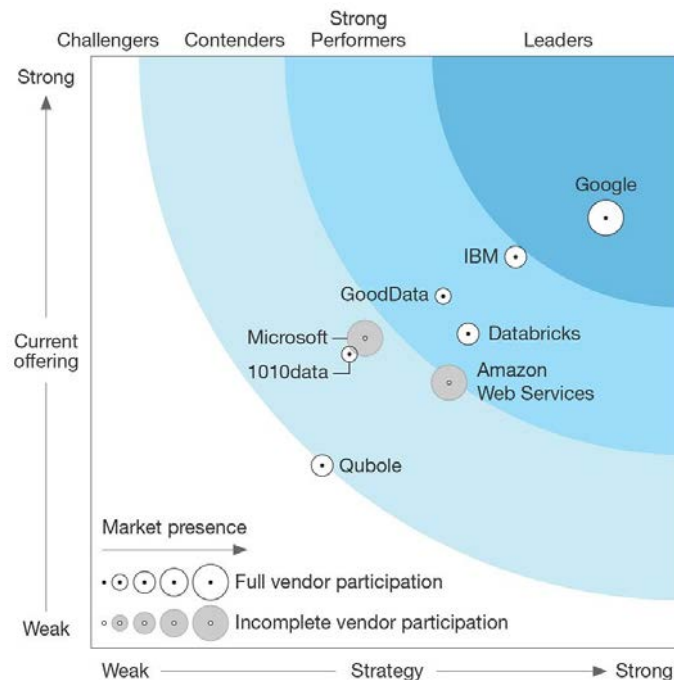 Challengers
Contenders
Strong
Performers
Leaders
Strong
Google
IBM
GoodData
Microsoft
Databricks
Current
offering
1010data
Amazon
Web Services
Qubole
Market presence
Full vendor participation
Incomplete vendor participation
Weak
Weak
Strategy
Strong